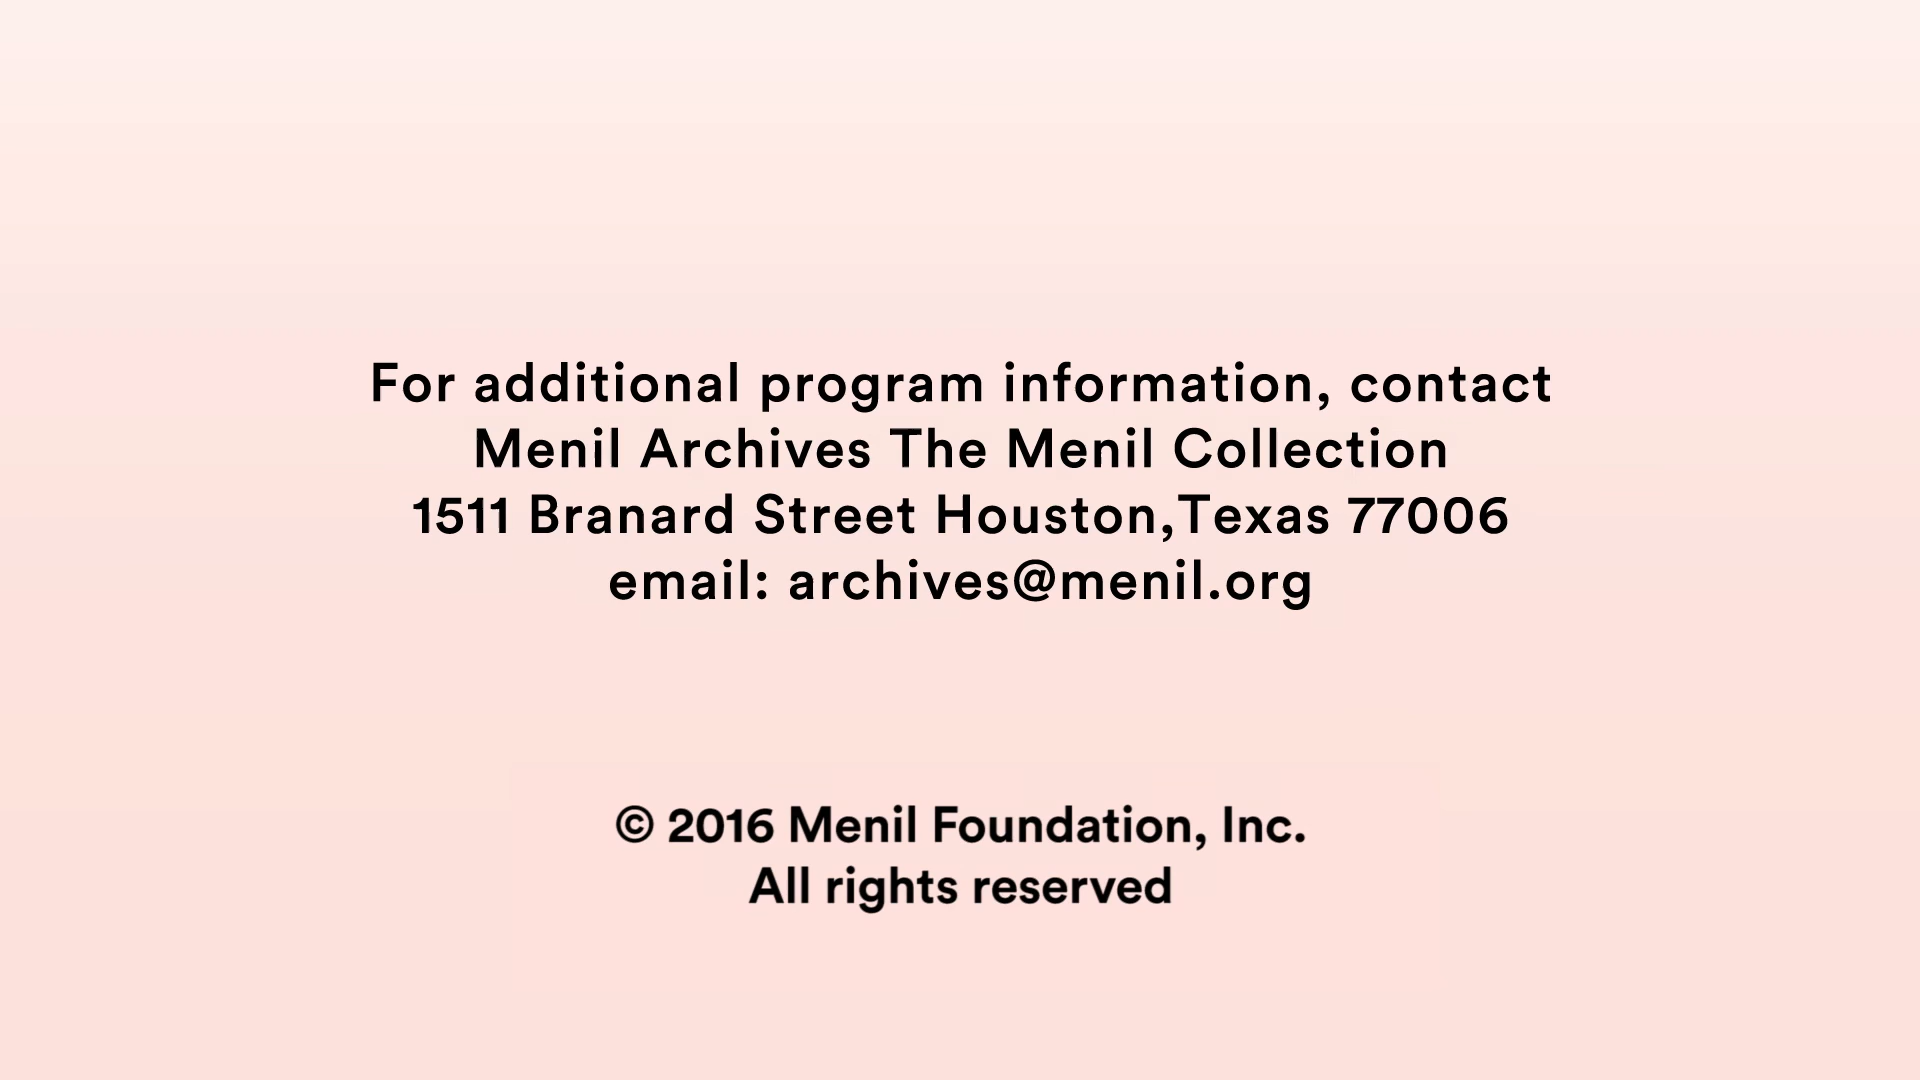 For additional program information, contact
Menil Archives The Menil Collection
1511 Branard Street Houston,Texas 77006
email: archives@menil.org
© 2016 Menil Foundation, Inc.
All rights reserved